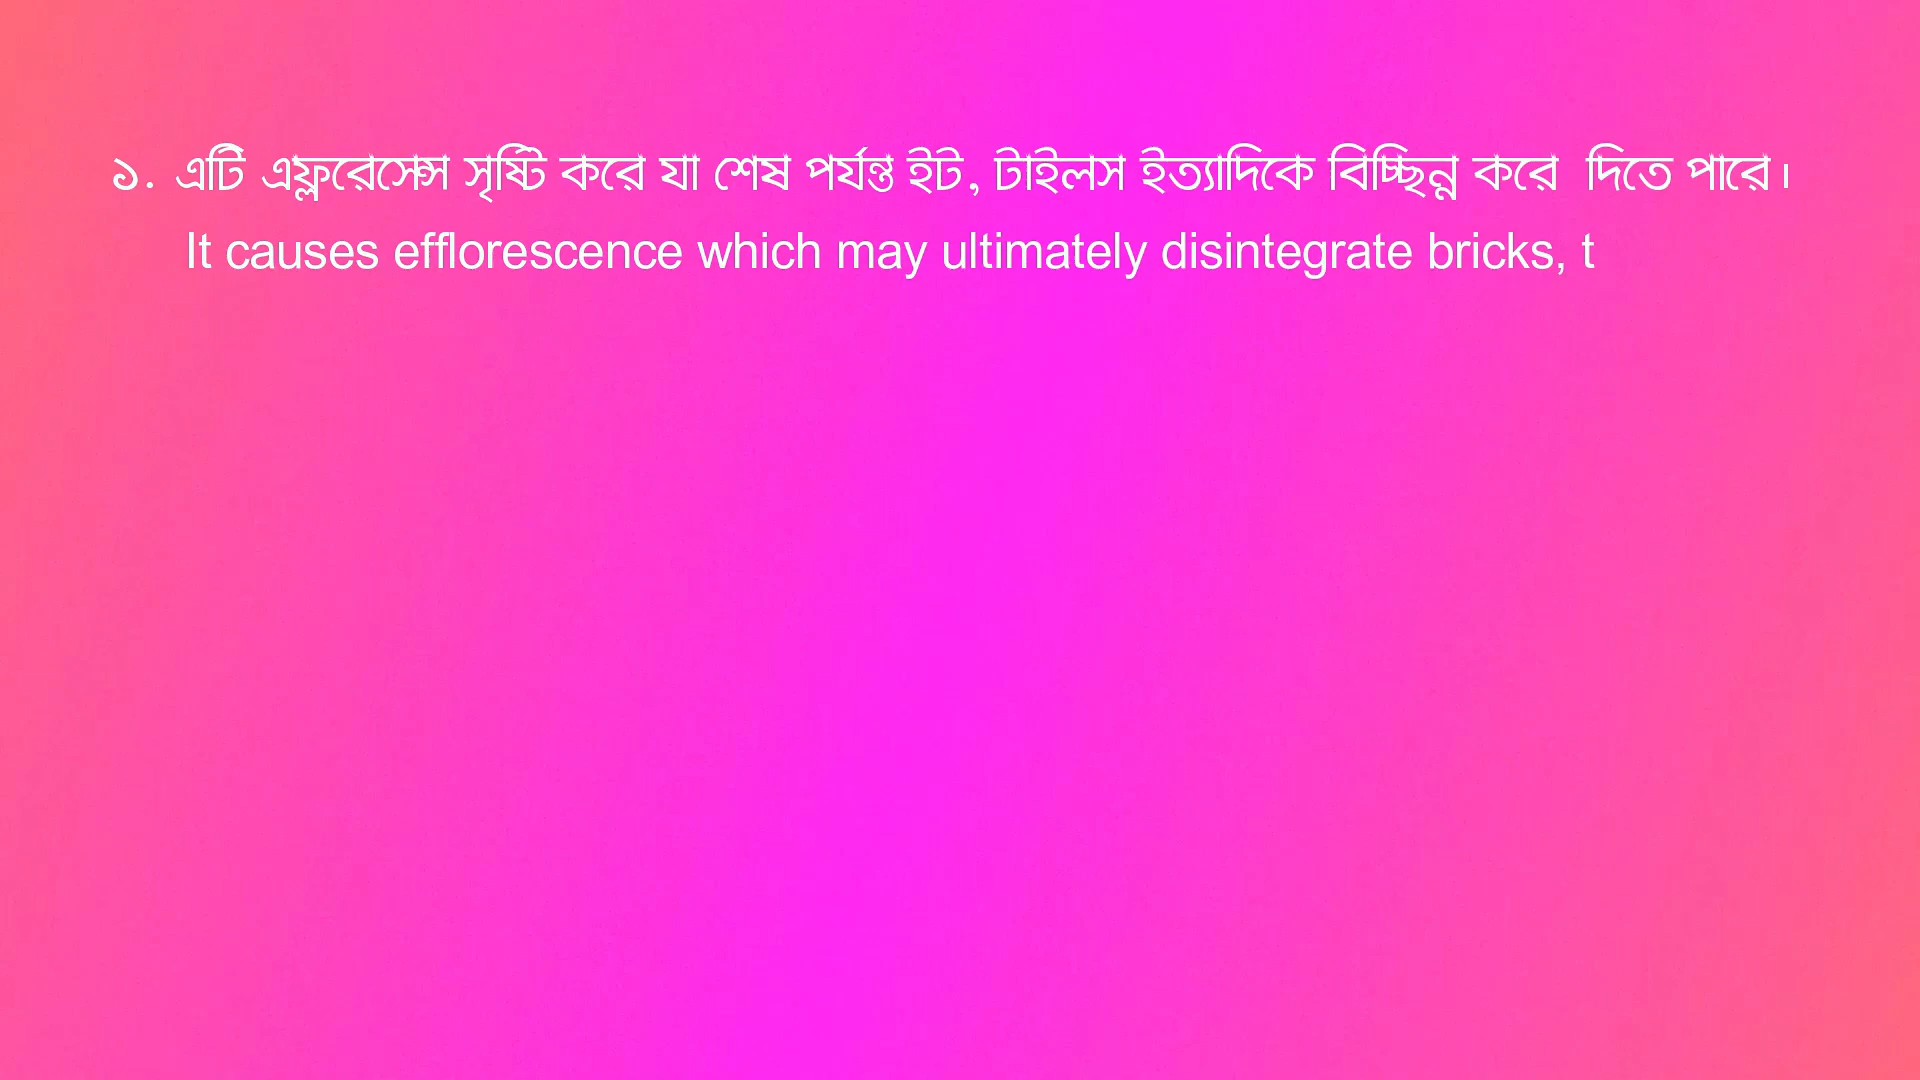 ১. এটি এফ্লরেসেন্স সৃষ্টি করে যা শেষ পর্যন্ত ইট, টাইলস ইত্যাদিকে বিচ্ছিন্ন করে দিতে পারে।
It causes efflorescence which may ultimately disintegrate bricks, t